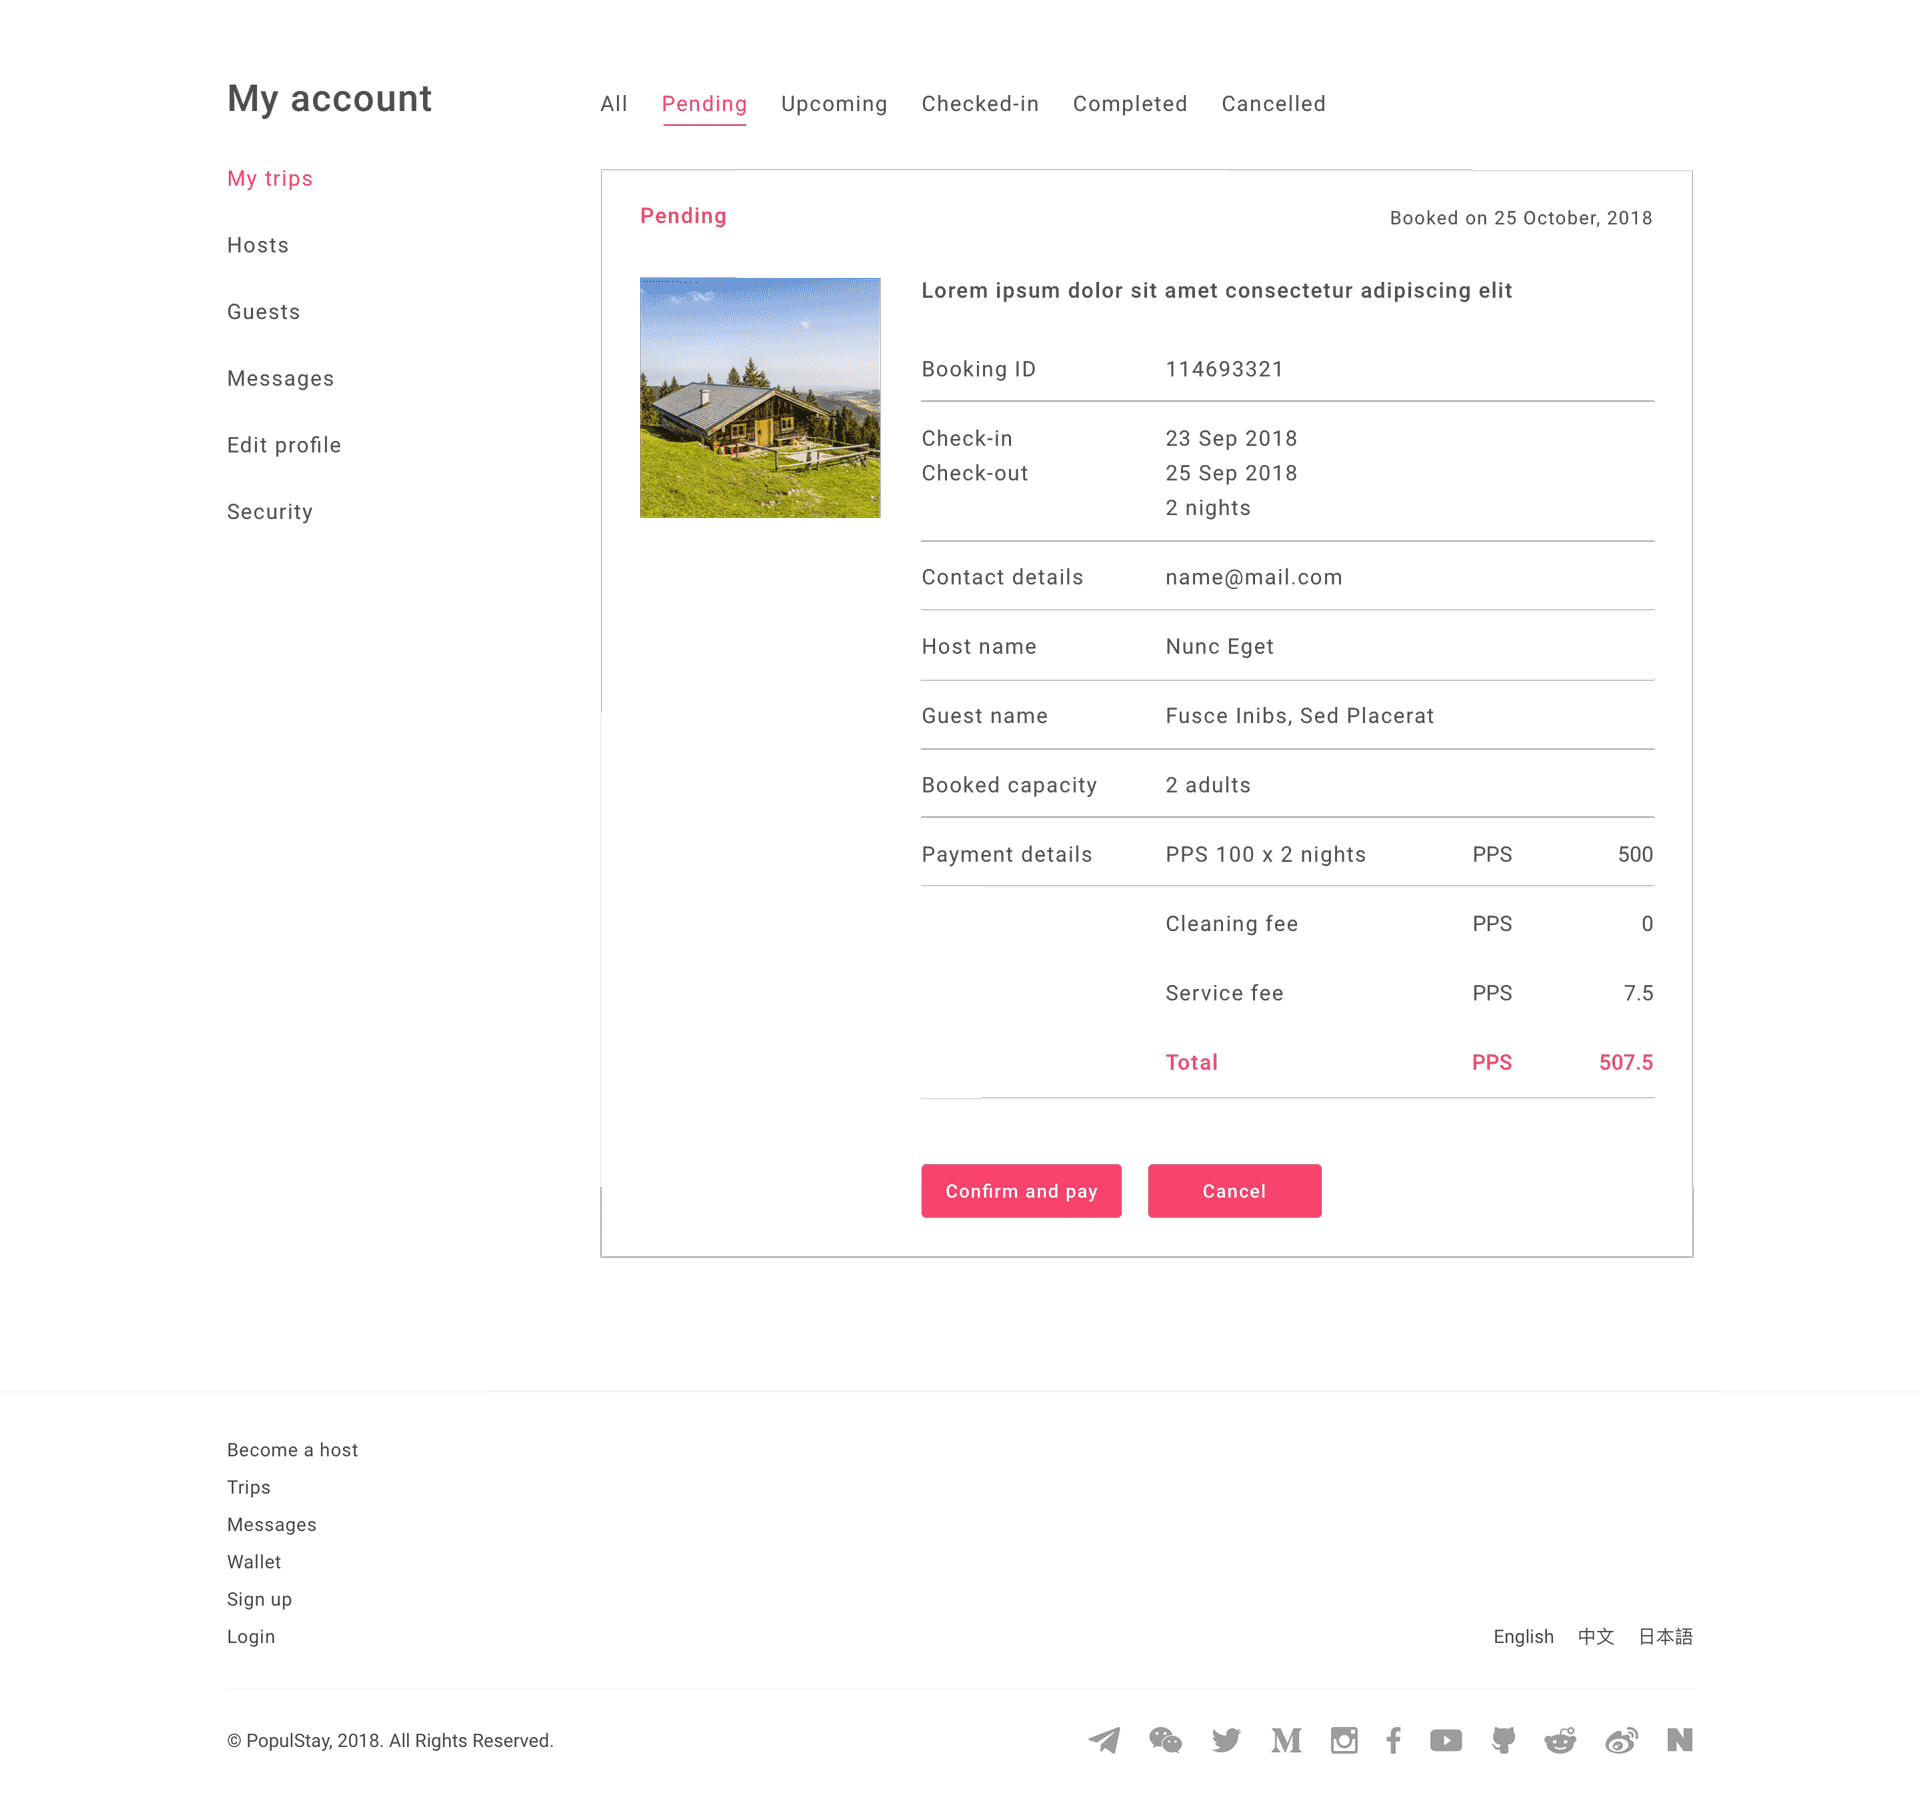 My account
All Pending Upcoming Checked-in Completed Cancelled
My trips
Hosts
Guests
Messages
Edit profile
Security
Pending Booked on 25 October, 2018
Lorem ipsum dolor sit amet consectetur adipiscing elit
Booking ID 114693321
Check-in 23 Sep 2018
Check-out 25 Sep 2018
2 nights
Contact details name@mail.com
Host name Nunc Eget
Guest name Fusce Inibs, Sed Placerat
Booked capacity 2 adults
Payment details PPS 100 x 2 nights PPS 500
Cleaning fee PPS 0
Service fee PPS 7.5
Total PPS 507.5
Confirm and pay Cancel
Become a host
Trips
Messages
Wallet
Sign up
Login
English 中文 日本語
© PopulStay, 2018. All Rights Reserved.